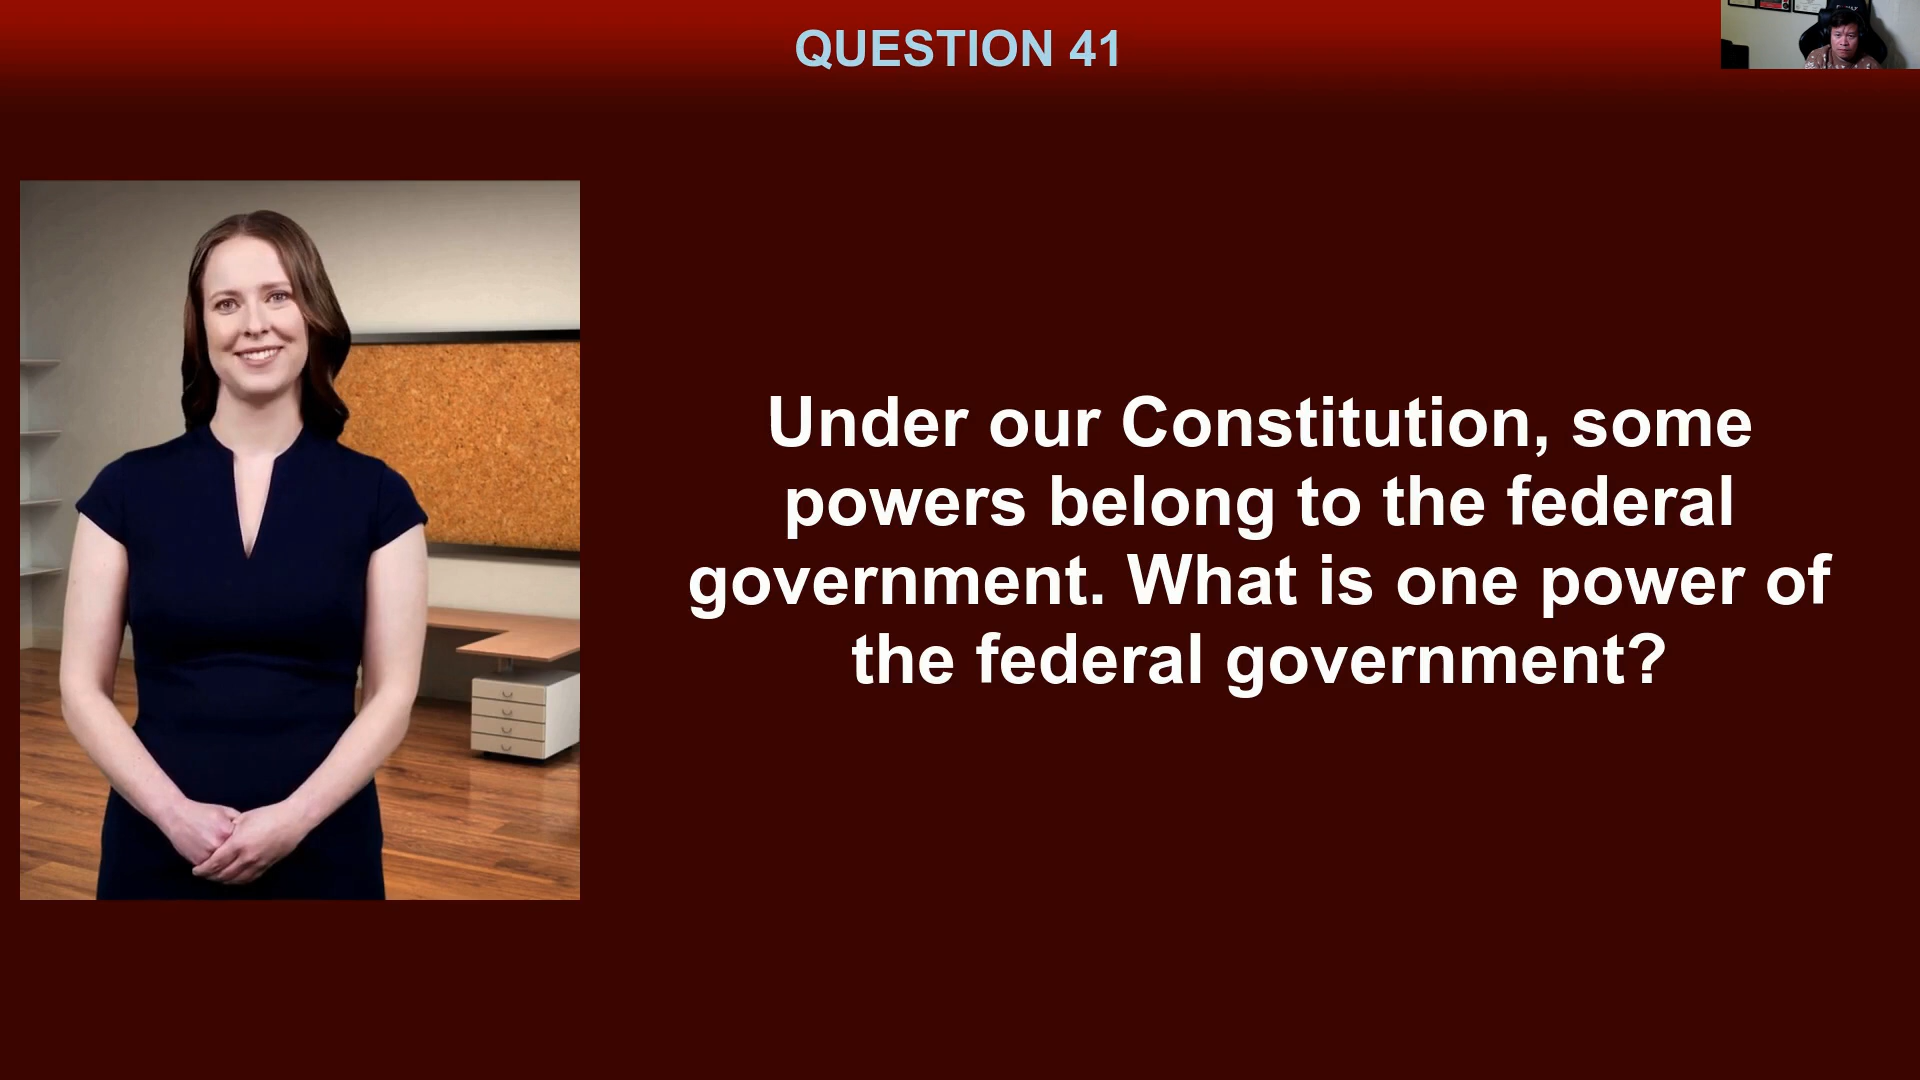 QUESTION 41
Under our Constitution, some
powers belong to the federal
government. What is one power of
the federal government?